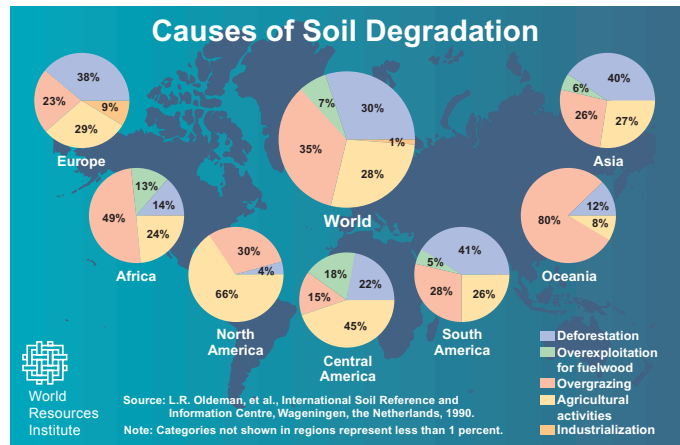 Causes of Soil Degradation
38%
23%
9%
29%
Europe
7%
30%
1%
35%
28%
World
40%
6%
26%
27%
Asia
13%
14%
49%
24%
Africa
30%
4%
66%
North
America
18%
22%
15%
45%
Central
America
41%
5%
28%
26%
South
America
12%
80%
8%
Oceania
Deforestation
Overexploitation
for fuelwood
Overgrazing
Agricultural
activities
Industrialization
World
Resources
Institute
Source: L.R. Oldeman, et al., International Soil Reference and
Information Centre, Wageningen, the Netherlands, 1990.
Note: Categories not shown in regions represent less than 1 percent.